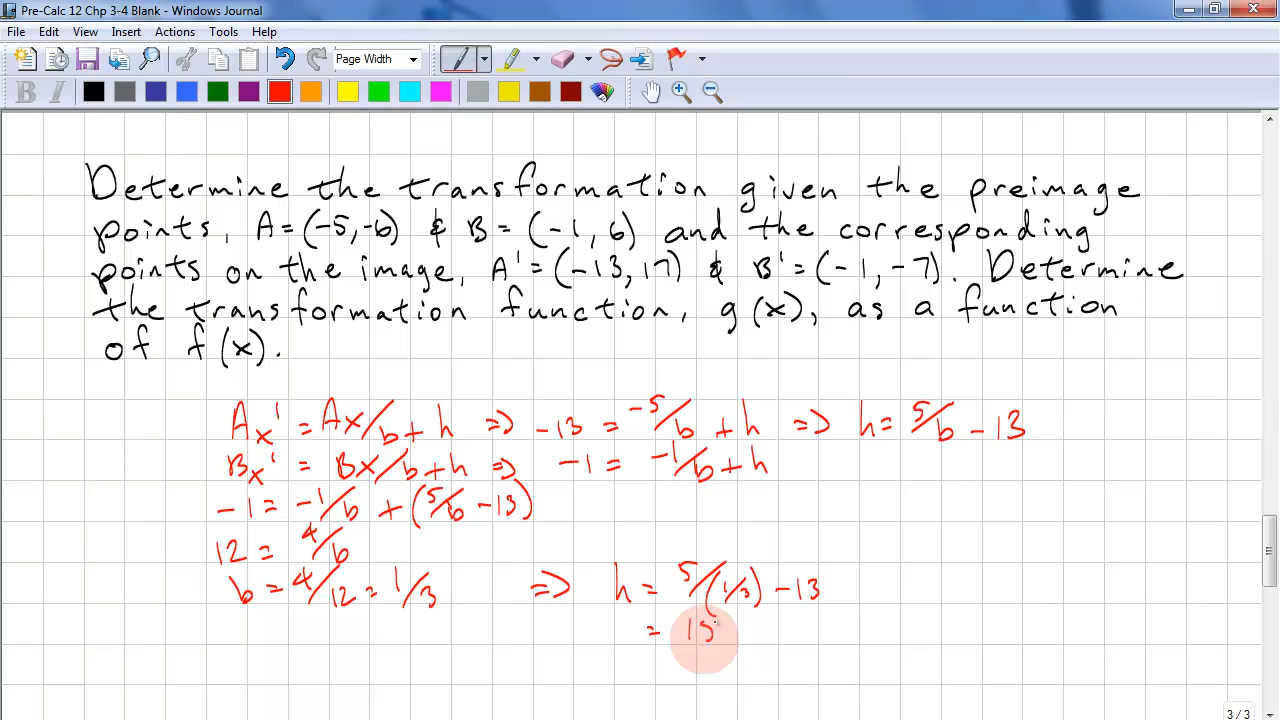 Pre-Calc 12 Chp 3-4 Blank - Windows Journal
File Edit View Insert Actions Tools Help
Page Width
B I
Determine the transformation given the preimage
points, A=(-5,-6) & B=(-1,6) and the corresponding
points on the image, A'=(-13,17) & B'=(-1,-7). Determine
the transformation function, g(x), as a function
of f(x).
Ax' = Ax/b + h => -13 = -5/b + h => h = 5/b - 13
Bx' = Bx/b + h => -1 = -1/b + h
-1 = -1/b + (5/b - 13)
12 = 4/b
b = 4/12 = 1/3 => h = 5/(1/3) - 13
= 15
3 / 3